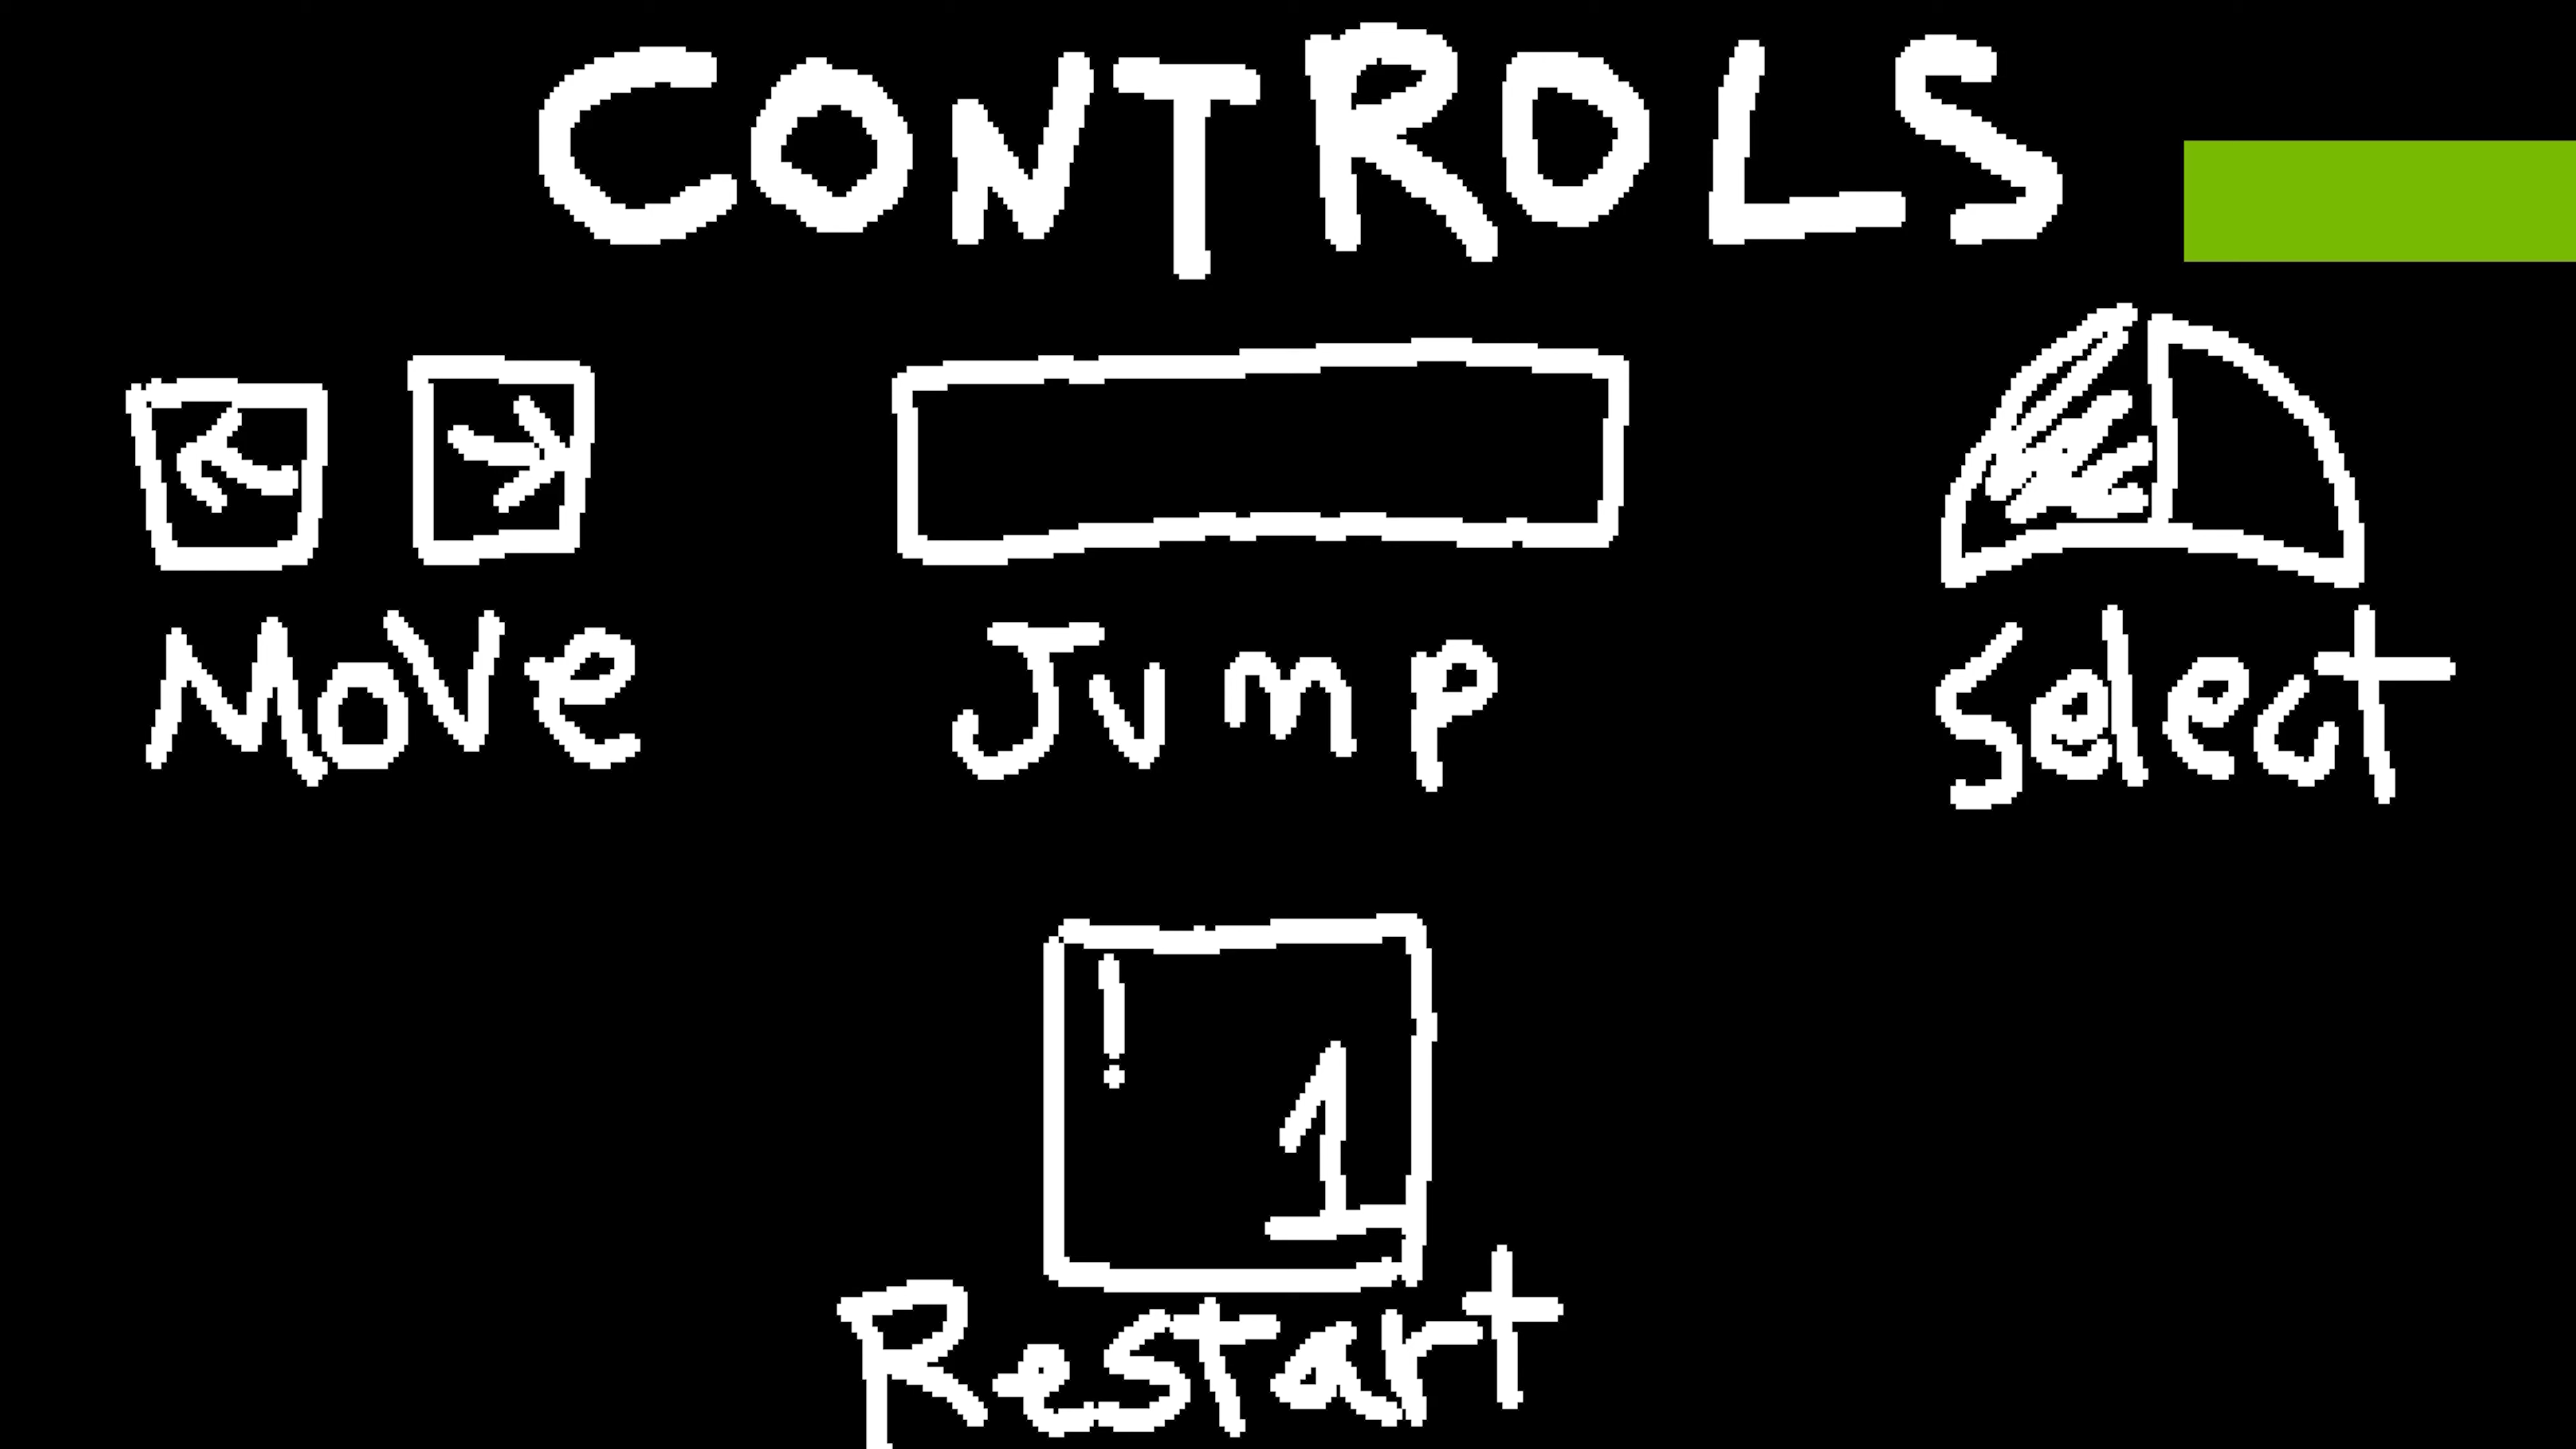 CONTROLS
← →
Move Jump Select
!
1
Restart